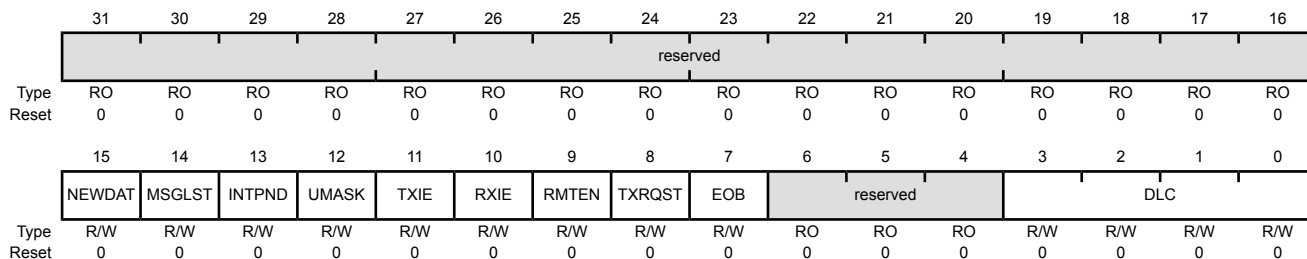 31 30 29 28 27 26 25 24 23 22 21 20 19 18 17 16
reserved
Type RO RO RO RO RO RO RO RO RO RO RO RO RO RO RO RO
Reset 0 0 0 0 0 0 0 0 0 0 0 0 0 0 0 0
15 14 13 12 11 10 9 8 7 6 5 4 3 2 1 0
NEWDAT MSGLST INTPND UMASK TXIE RXIE RMTEN TXRQST EOB reserved DLC
Type R/W R/W R/W R/W R/W R/W R/W R/W R/W RO RO RO R/W R/W R/W R/W
Reset 0 0 0 0 0 0 0 0 0 0 0 0 0 0 0 0